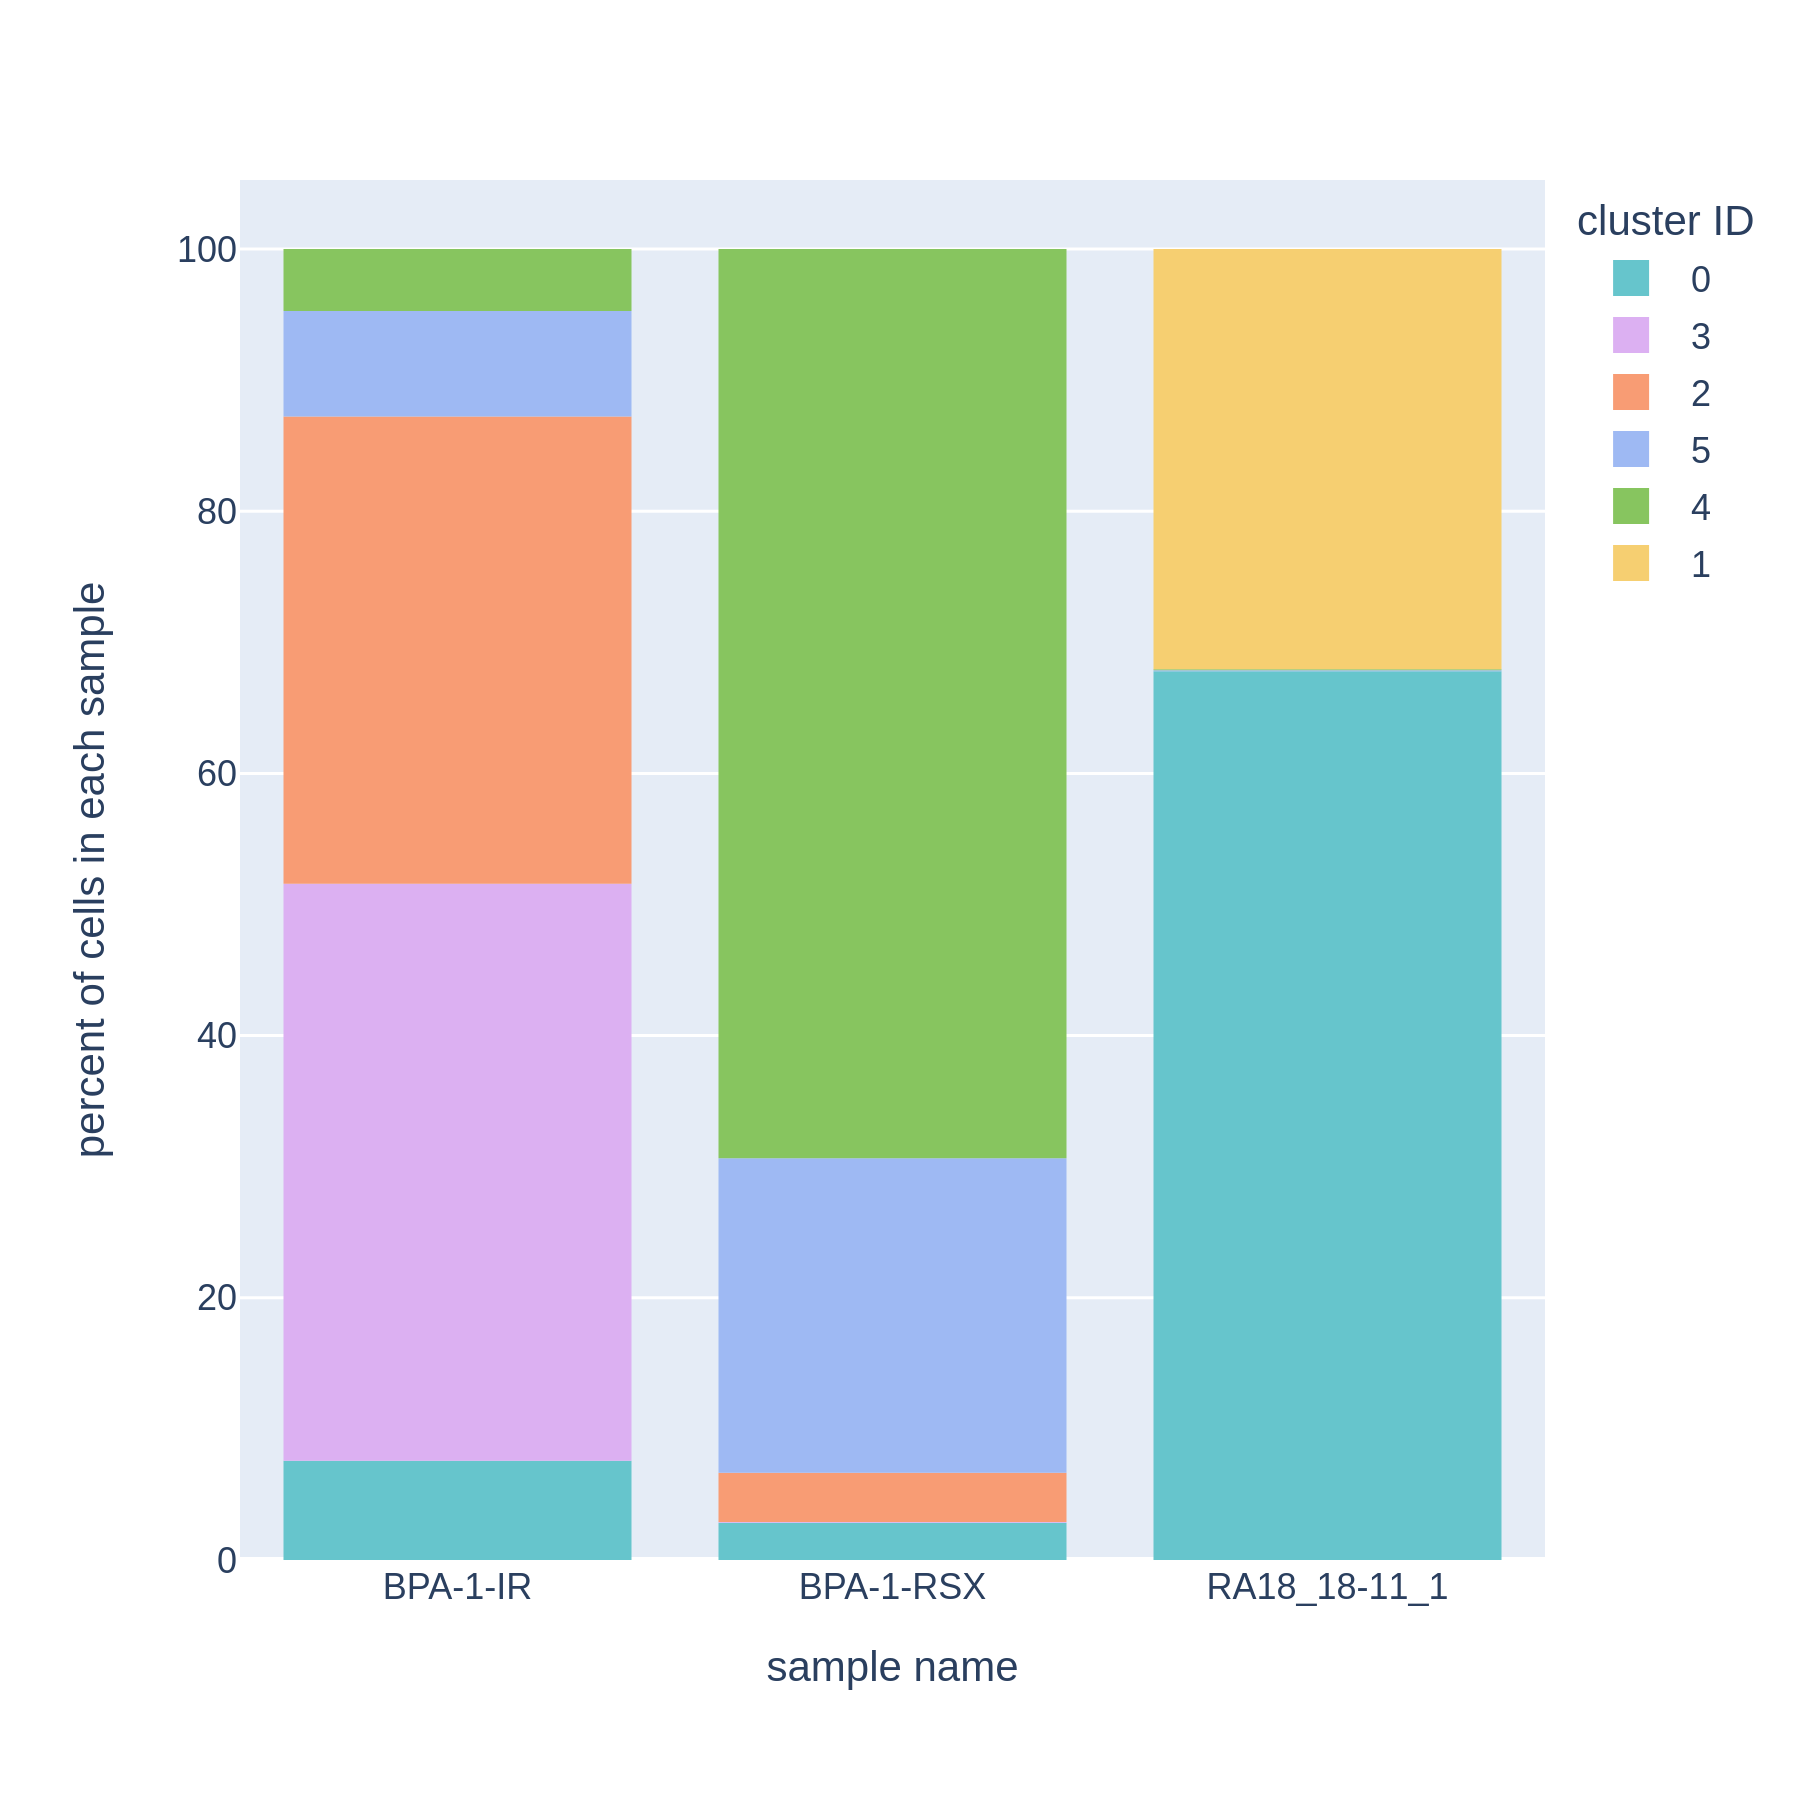 cluster ID
0
3
2
5
4
1
100
80
60
40
20
0
percent of cells in each sample
BPA-1-IR
BPA-1-RSX
RA18_18-11_1
sample name